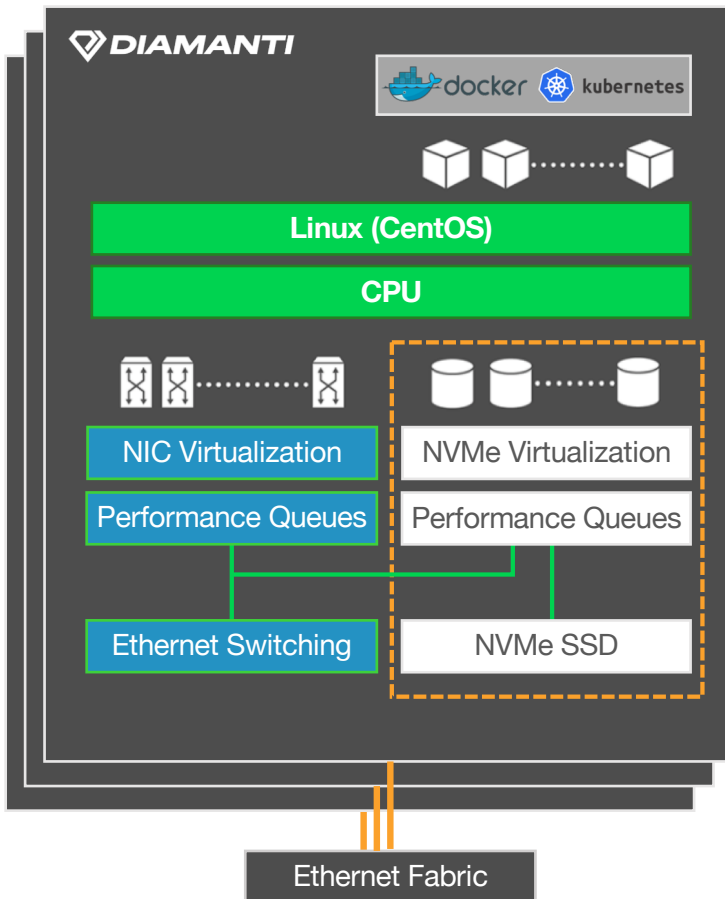 DIAMANTI
docker kubernetes
Linux (CentOS)
CPU
NIC Virtualization NVMe Virtualization
Performance Queues Performance Queues
Ethernet Switching NVMe SSD
Ethernet Fabric